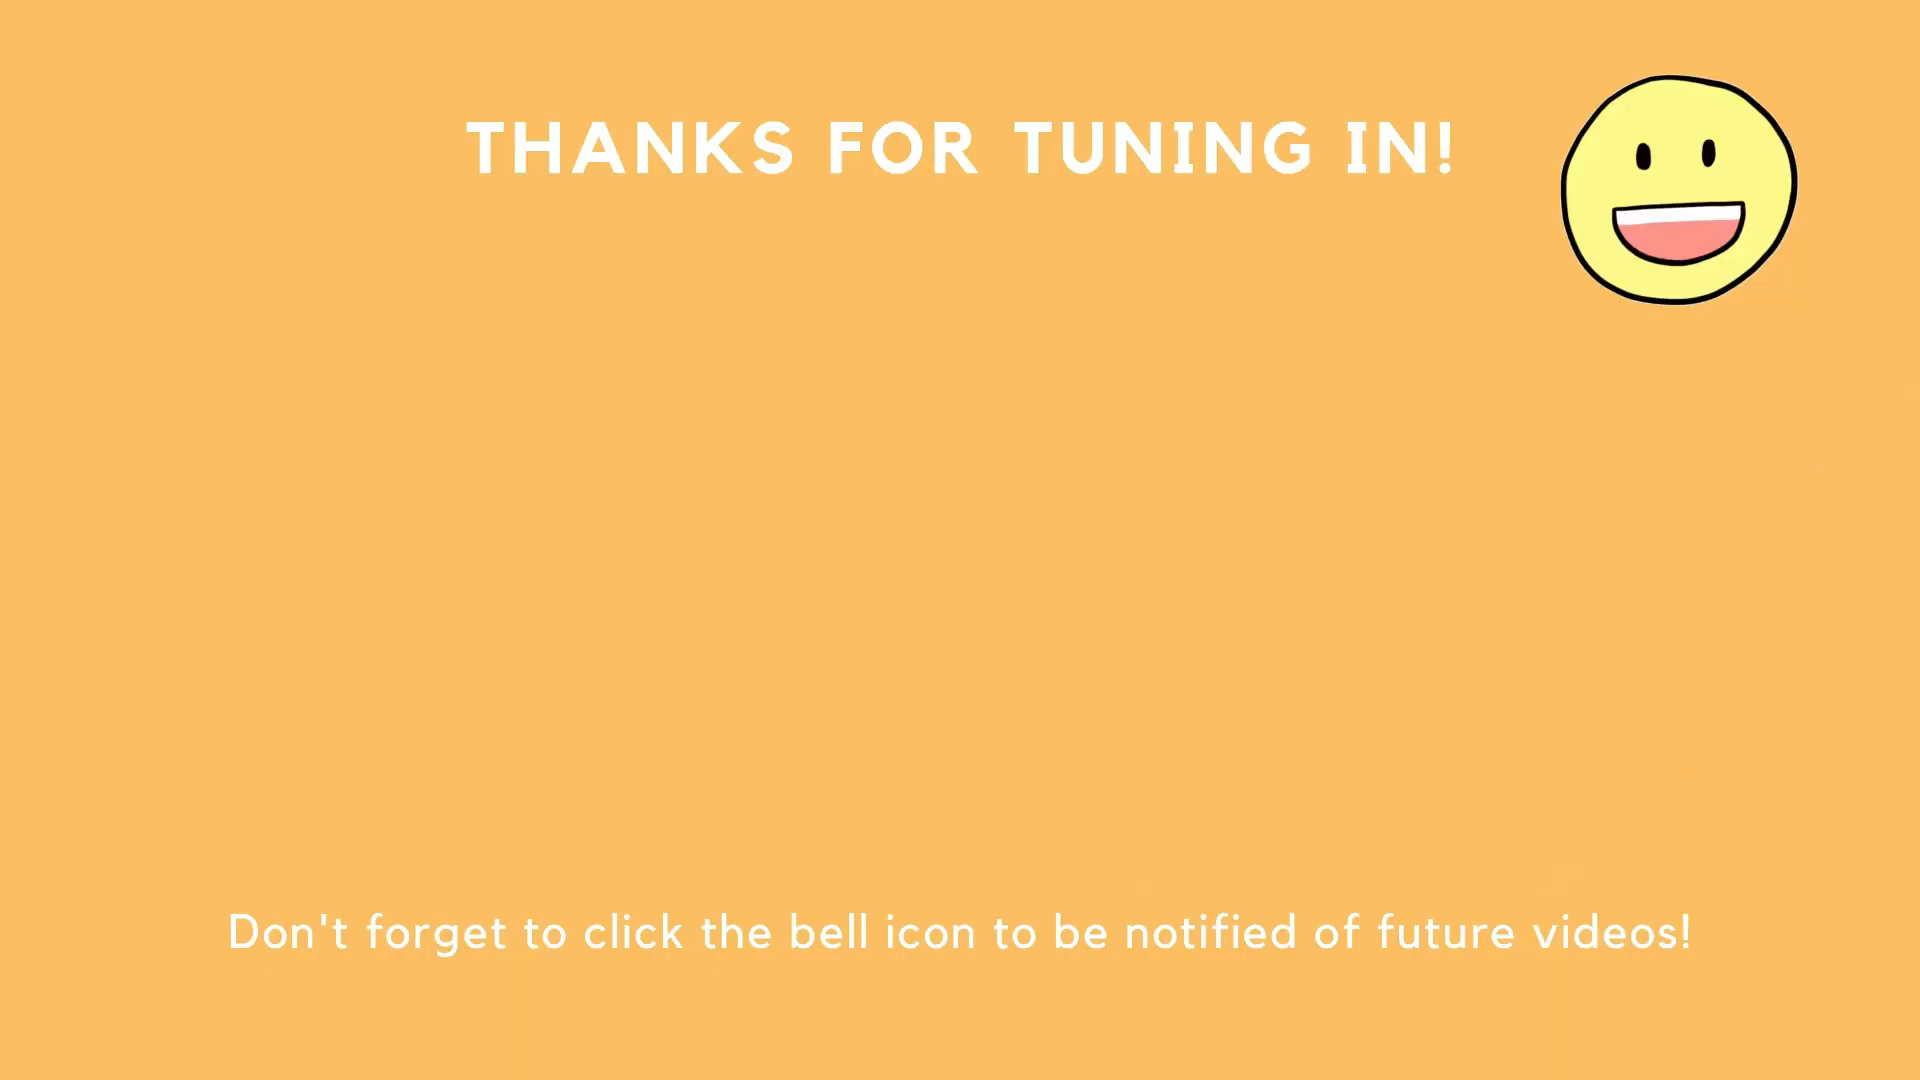 THANKS FOR TUNING IN!
Don't forget to click the bell icon to be notified of future videos!